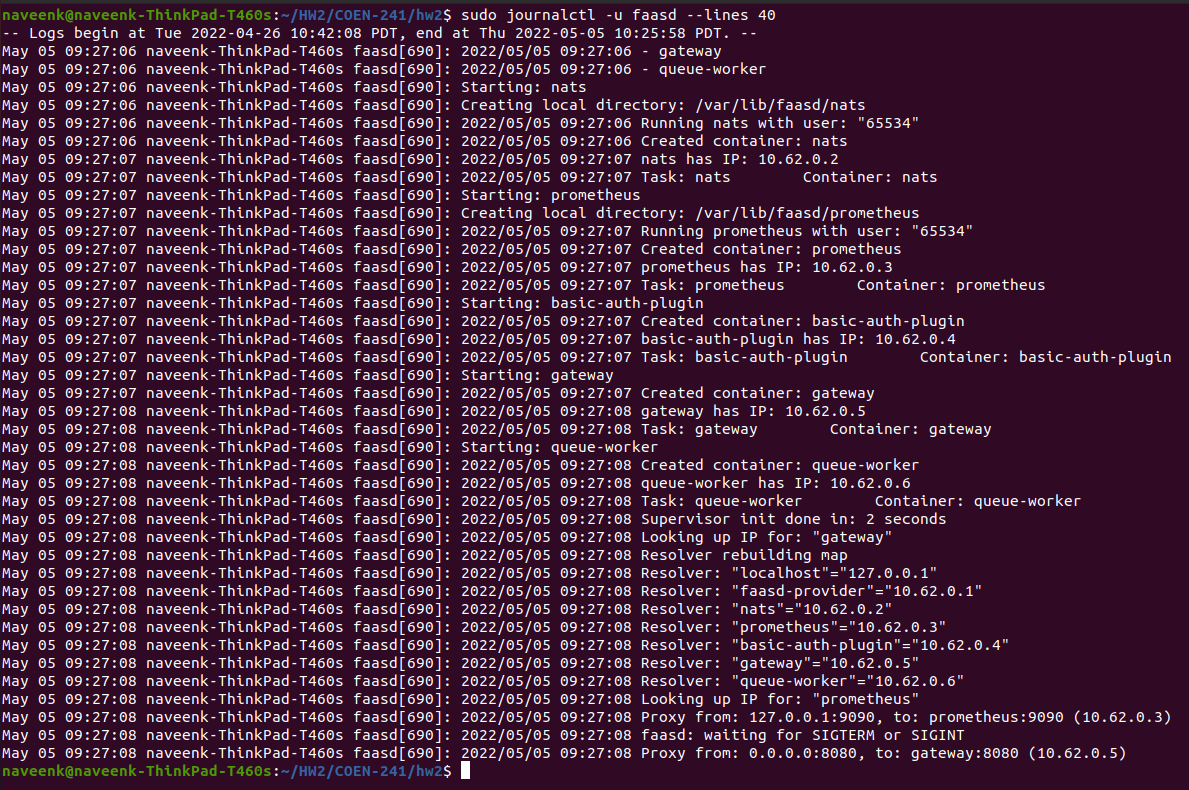 naveenk@naveenk-ThinkPad-T460s:~/HW2/COEN-241/hw2$ sudo journalctl -u faasd --lines 40
-- Logs begin at Tue 2022-04-26 10:42:08 PDT, end at Thu 2022-05-05 10:25:58 PDT. --
May 05 09:27:06 naveenk-ThinkPad-T460s faasd[690]: 2022/05/05 09:27:06 - gateway
May 05 09:27:06 naveenk-ThinkPad-T460s faasd[690]: 2022/05/05 09:27:06 - queue-worker
May 05 09:27:06 naveenk-ThinkPad-T460s faasd[690]: Starting: nats
May 05 09:27:06 naveenk-ThinkPad-T460s faasd[690]: Creating local directory: /var/lib/faasd/nats
May 05 09:27:06 naveenk-ThinkPad-T460s faasd[690]: 2022/05/05 09:27:06 Running nats with user: "65534"
May 05 09:27:06 naveenk-ThinkPad-T460s faasd[690]: 2022/05/05 09:27:06 Created container: nats
May 05 09:27:07 naveenk-ThinkPad-T460s faasd[690]: 2022/05/05 09:27:07 nats has IP: 10.62.0.2
May 05 09:27:07 naveenk-ThinkPad-T460s faasd[690]: 2022/05/05 09:27:07 Task: nats        Container: nats
May 05 09:27:07 naveenk-ThinkPad-T460s faasd[690]: Starting: prometheus
May 05 09:27:07 naveenk-ThinkPad-T460s faasd[690]: Creating local directory: /var/lib/faasd/prometheus
May 05 09:27:07 naveenk-ThinkPad-T460s faasd[690]: 2022/05/05 09:27:07 Running prometheus with user: "65534"
May 05 09:27:07 naveenk-ThinkPad-T460s faasd[690]: 2022/05/05 09:27:07 Created container: prometheus
May 05 09:27:07 naveenk-ThinkPad-T460s faasd[690]: 2022/05/05 09:27:07 prometheus has IP: 10.62.0.3
May 05 09:27:07 naveenk-ThinkPad-T460s faasd[690]: 2022/05/05 09:27:07 Task: prometheus        Container: prometheus
May 05 09:27:07 naveenk-ThinkPad-T460s faasd[690]: Starting: basic-auth-plugin
May 05 09:27:07 naveenk-ThinkPad-T460s faasd[690]: 2022/05/05 09:27:07 Created container: basic-auth-plugin
May 05 09:27:07 naveenk-ThinkPad-T460s faasd[690]: 2022/05/05 09:27:07 basic-auth-plugin has IP: 10.62.0.4
May 05 09:27:07 naveenk-ThinkPad-T460s faasd[690]: 2022/05/05 09:27:07 Task: basic-auth-plugin        Container: basic-auth-plugin
May 05 09:27:07 naveenk-ThinkPad-T460s faasd[690]: Starting: gateway
May 05 09:27:07 naveenk-ThinkPad-T460s faasd[690]: 2022/05/05 09:27:07 Created container: gateway
May 05 09:27:08 naveenk-ThinkPad-T460s faasd[690]: 2022/05/05 09:27:08 gateway has IP: 10.62.0.5
May 05 09:27:08 naveenk-ThinkPad-T460s faasd[690]: 2022/05/05 09:27:08 Task: gateway        Container: gateway
May 05 09:27:08 naveenk-ThinkPad-T460s faasd[690]: Starting: queue-worker
May 05 09:27:08 naveenk-ThinkPad-T460s faasd[690]: 2022/05/05 09:27:08 Created container: queue-worker
May 05 09:27:08 naveenk-ThinkPad-T460s faasd[690]: 2022/05/05 09:27:08 queue-worker has IP: 10.62.0.6
May 05 09:27:08 naveenk-ThinkPad-T460s faasd[690]: 2022/05/05 09:27:08 Task: queue-worker        Container: queue-worker
May 05 09:27:08 naveenk-ThinkPad-T460s faasd[690]: 2022/05/05 09:27:08 Supervisor init done in: 2 seconds
May 05 09:27:08 naveenk-ThinkPad-T460s faasd[690]: 2022/05/05 09:27:08 Looking up IP for: "gateway"
May 05 09:27:08 naveenk-ThinkPad-T460s faasd[690]: 2022/05/05 09:27:08 Resolver rebuilding map
May 05 09:27:08 naveenk-ThinkPad-T460s faasd[690]: 2022/05/05 09:27:08 Resolver: "localhost"="127.0.0.1"
May 05 09:27:08 naveenk-ThinkPad-T460s faasd[690]: 2022/05/05 09:27:08 Resolver: "faasd-provider"="10.62.0.1"
May 05 09:27:08 naveenk-ThinkPad-T460s faasd[690]: 2022/05/05 09:27:08 Resolver: "nats"="10.62.0.2"
May 05 09:27:08 naveenk-ThinkPad-T460s faasd[690]: 2022/05/05 09:27:08 Resolver: "prometheus"="10.62.0.3"
May 05 09:27:08 naveenk-ThinkPad-T460s faasd[690]: 2022/05/05 09:27:08 Resolver: "basic-auth-plugin"="10.62.0.4"
May 05 09:27:08 naveenk-ThinkPad-T460s faasd[690]: 2022/05/05 09:27:08 Resolver: "gateway"="10.62.0.5"
May 05 09:27:08 naveenk-ThinkPad-T460s faasd[690]: 2022/05/05 09:27:08 Resolver: "queue-worker"="10.62.0.6"
May 05 09:27:08 naveenk-ThinkPad-T460s faasd[690]: 2022/05/05 09:27:08 Looking up IP for: "prometheus"
May 05 09:27:08 naveenk-ThinkPad-T460s faasd[690]: 2022/05/05 09:27:08 Proxy from: 127.0.0.1:9090, to: prometheus:9090 (10.62.0.3)
May 05 09:27:08 naveenk-ThinkPad-T460s faasd[690]: 2022/05/05 09:27:08 faasd: waiting for SIGTERM or SIGINT
May 05 09:27:08 naveenk-ThinkPad-T460s faasd[690]: 2022/05/05 09:27:08 Proxy from: 0.0.0.0:8080, to: gateway:8080 (10.62.0.5)
naveenk@naveenk-ThinkPad-T460s:~/HW2/COEN-241/hw2$